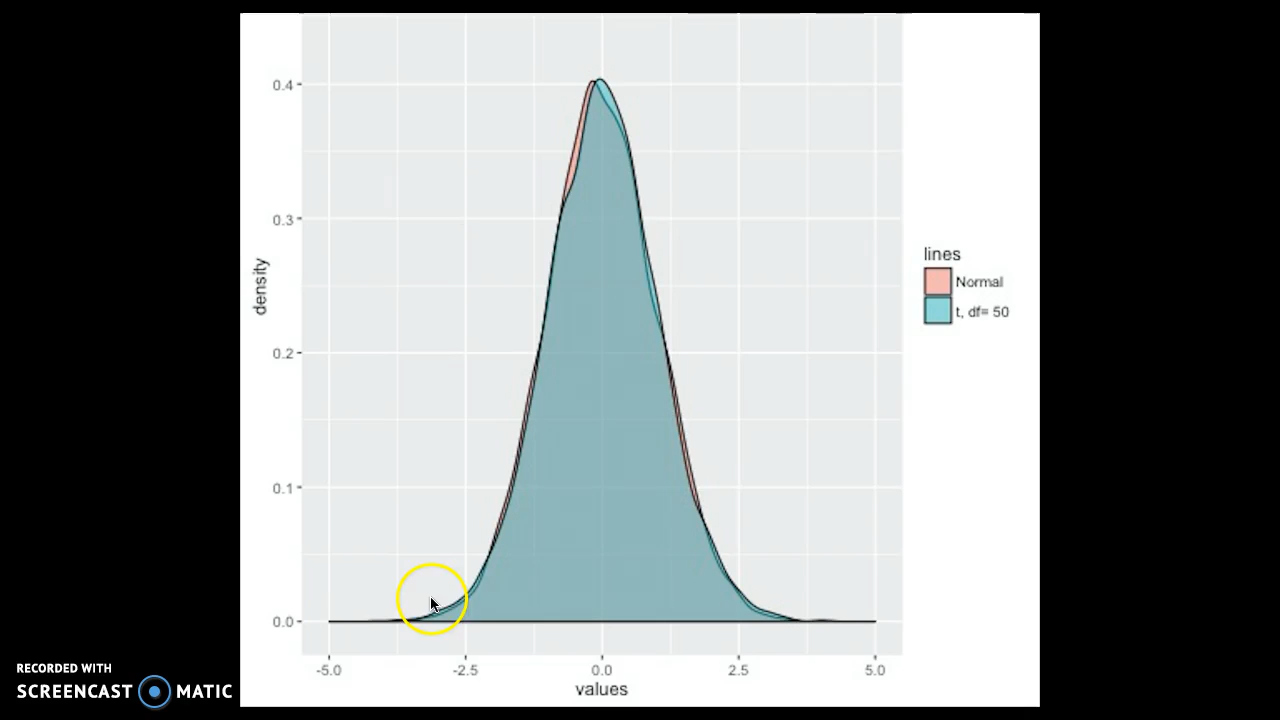 0.4
0.3
0.2
0.1
0.0
density
-5.0 -2.5 0.0 2.5 5.0
values
lines
Normal
t, df= 50
RECORDED WITH
SCREENCAST MATIC